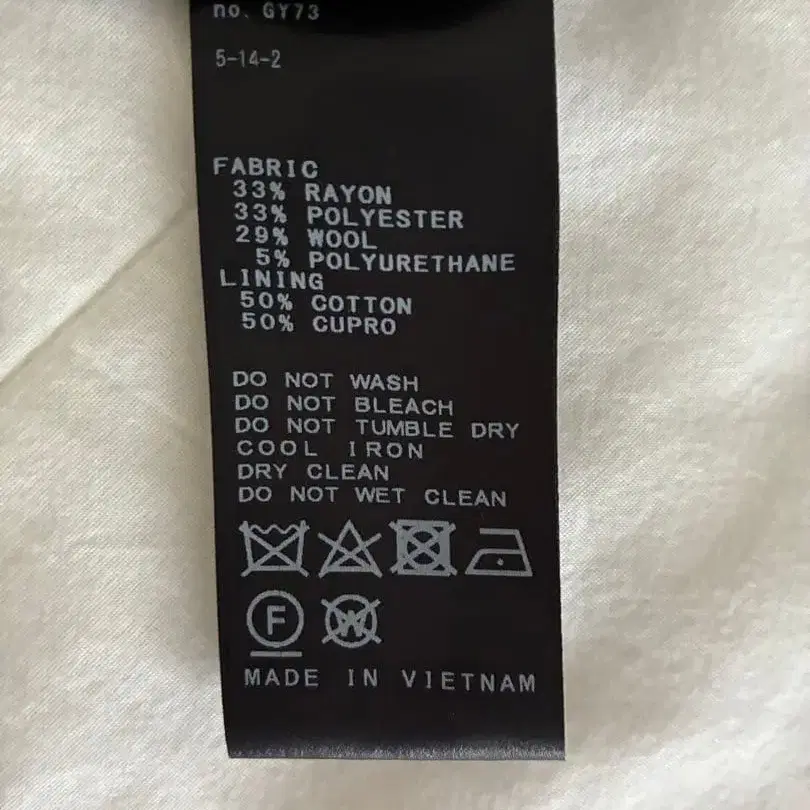 no. GY73
5-14-2
FABRIC
33% RAYON
33% POLYESTER
29% WOOL
5% POLYURETHANE
LINING
50% COTTON
50% CUPRO
DO NOT WASH
DO NOT BLEACH
DO NOT TUMBLE DRY
COOL IRON
DRY CLEAN
DO NOT WET CLEAN
F W
MADE IN VIETNAM